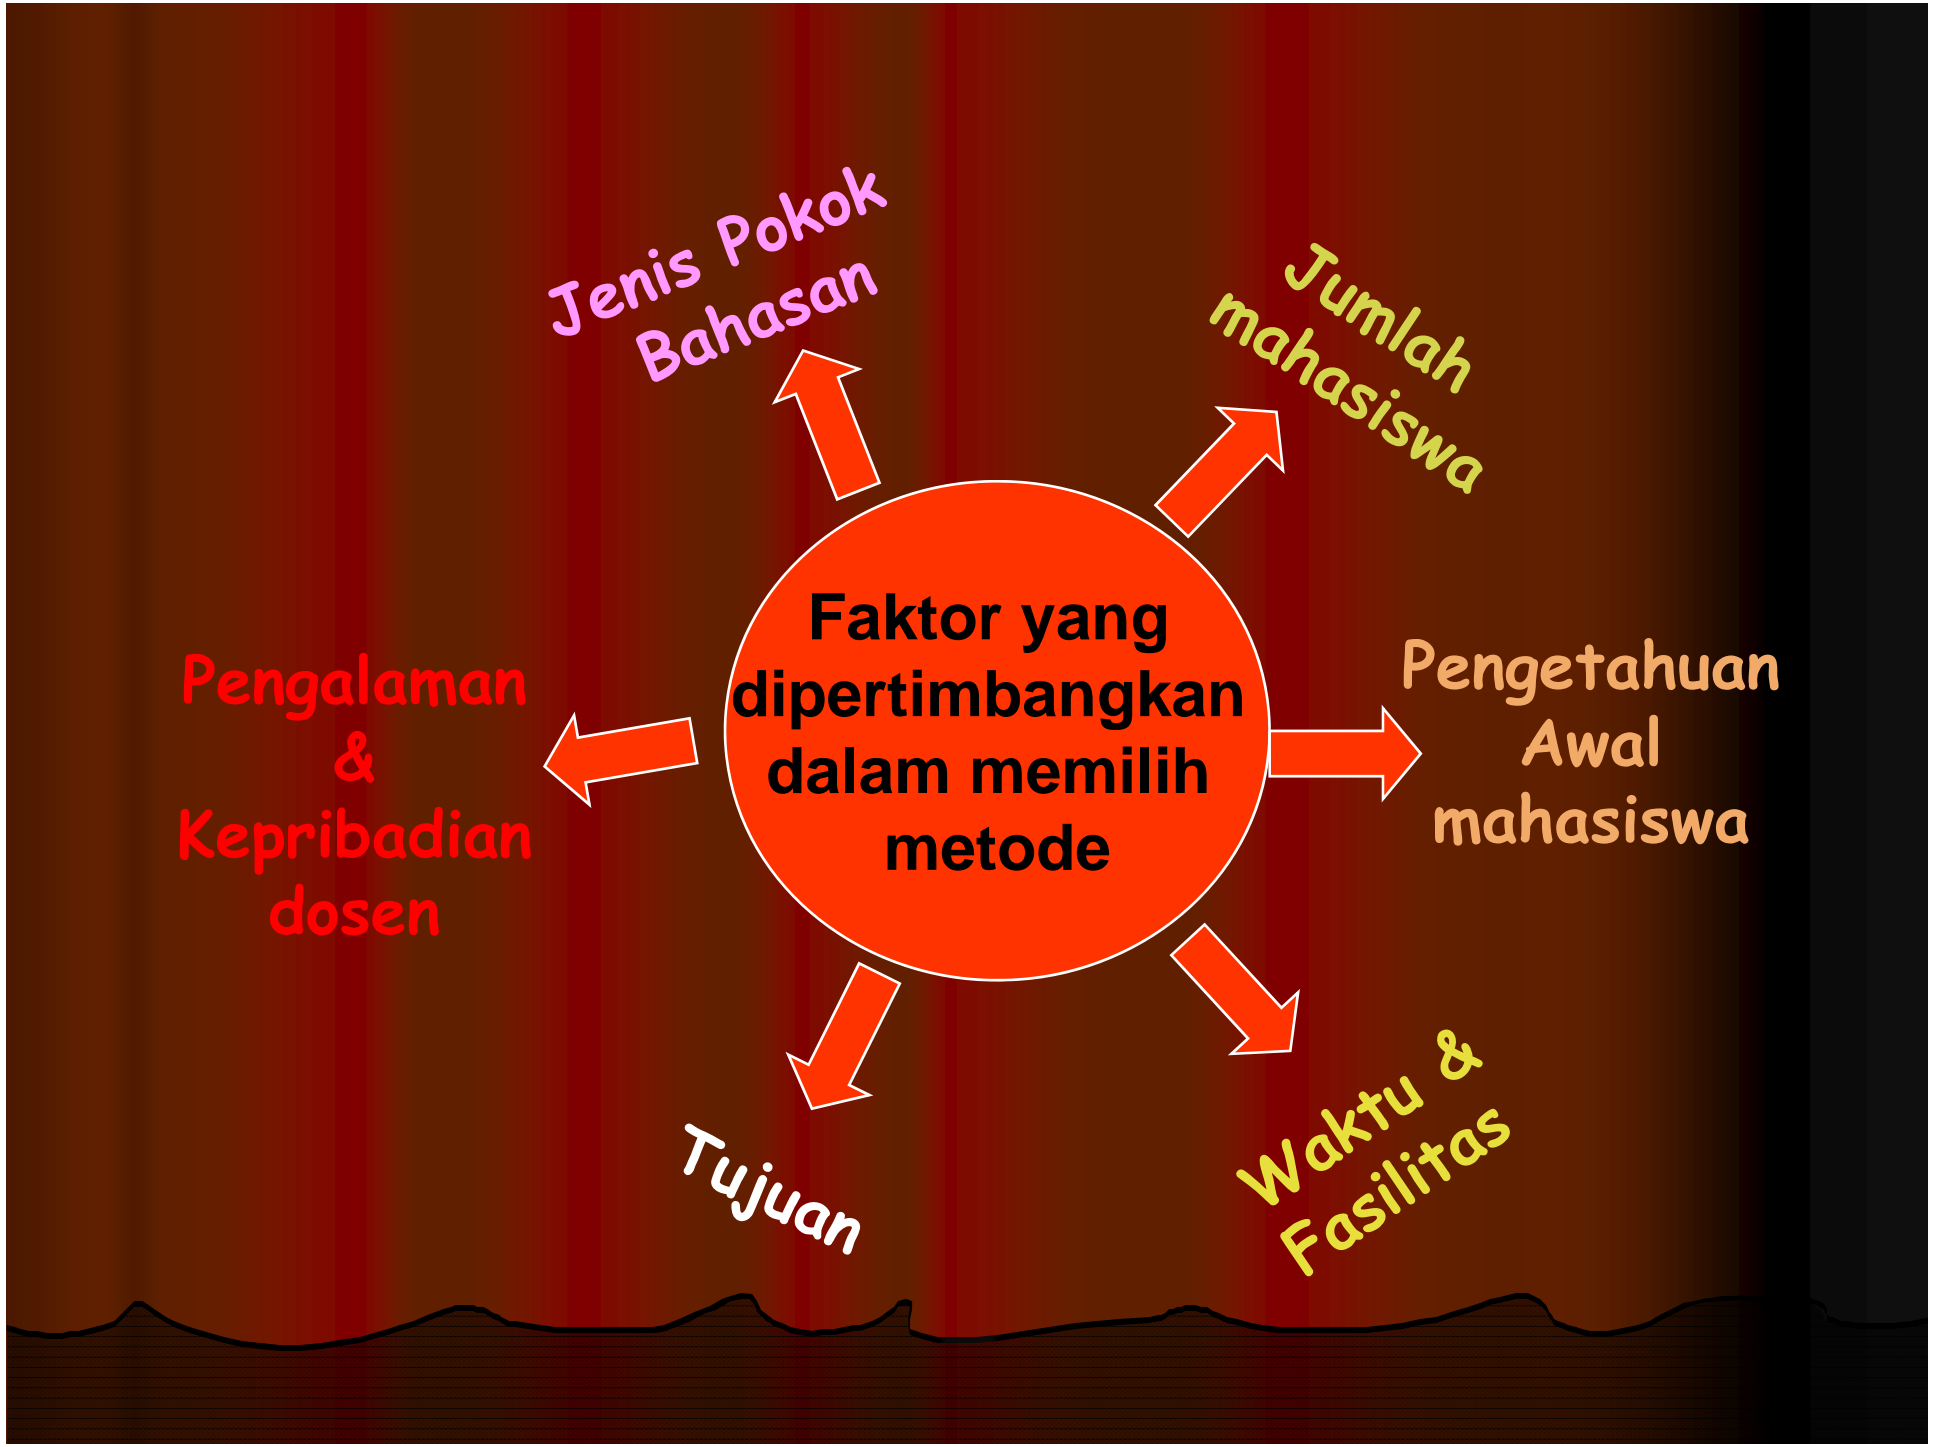 Jenis Pokok
Bahasan
Jumlah
mahasiswa
Faktor yang
dipertimbangkan
dalam memilih
metode
Pengalaman
&
Kepribadian
dosen
Pengetahuan
Awal
mahasiswa
Tujuan
Waktu &
Fasilitas